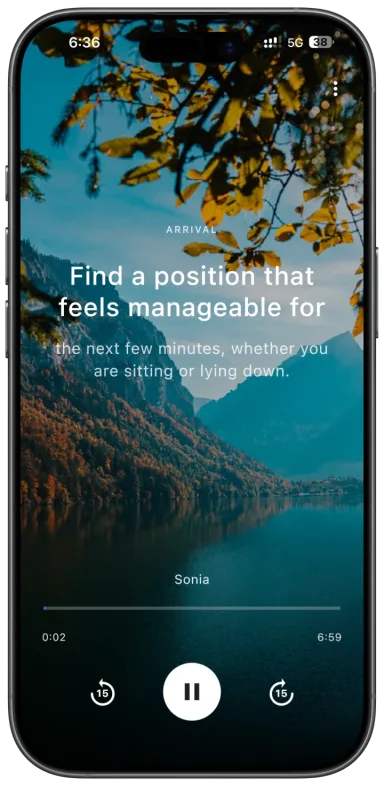 6:36
5G 38
ARRIVAL
Find a position that
feels manageable for
the next few minutes, whether you
are sitting or lying down.
Sonia
0:02
6:59
15
15